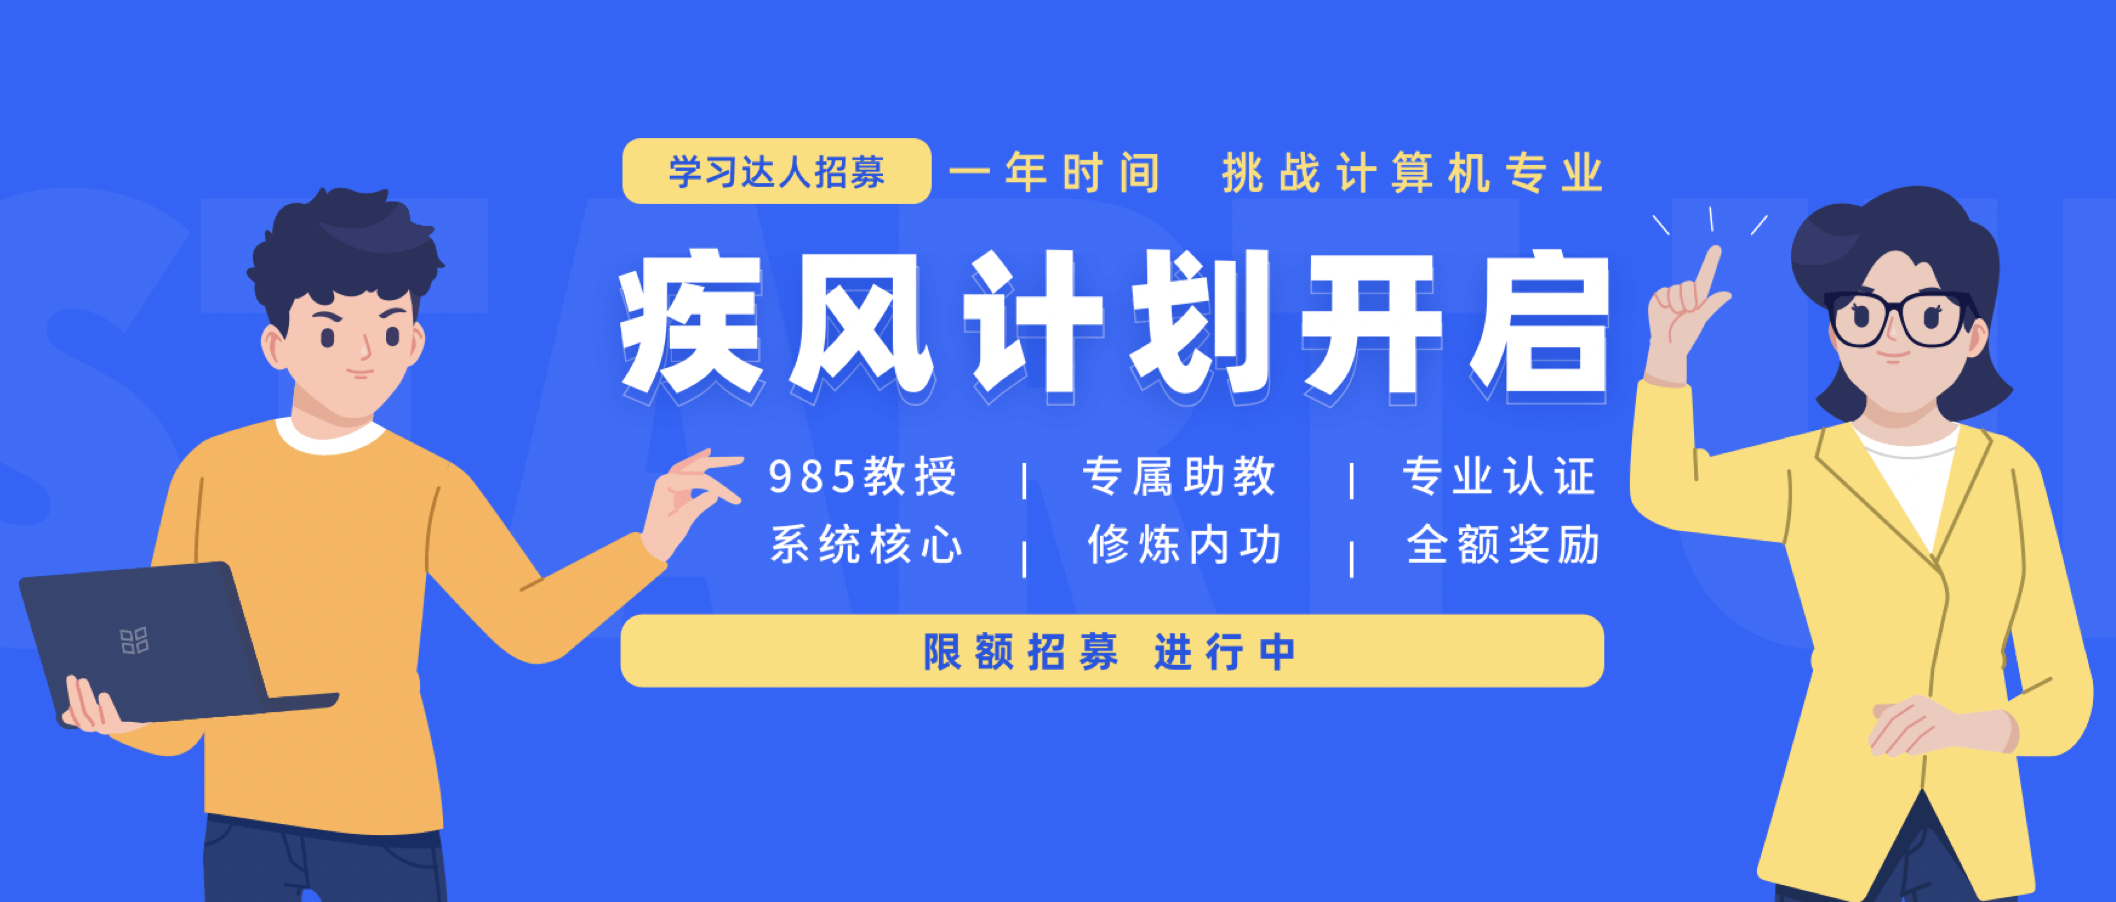 学习达人招募 一年时间 挑战计算机专业
疾风计划开启
985教授 | 专属助教 | 专业认证
系统核心 | 修炼内功 | 全额奖励
限额招募 进行中
START U